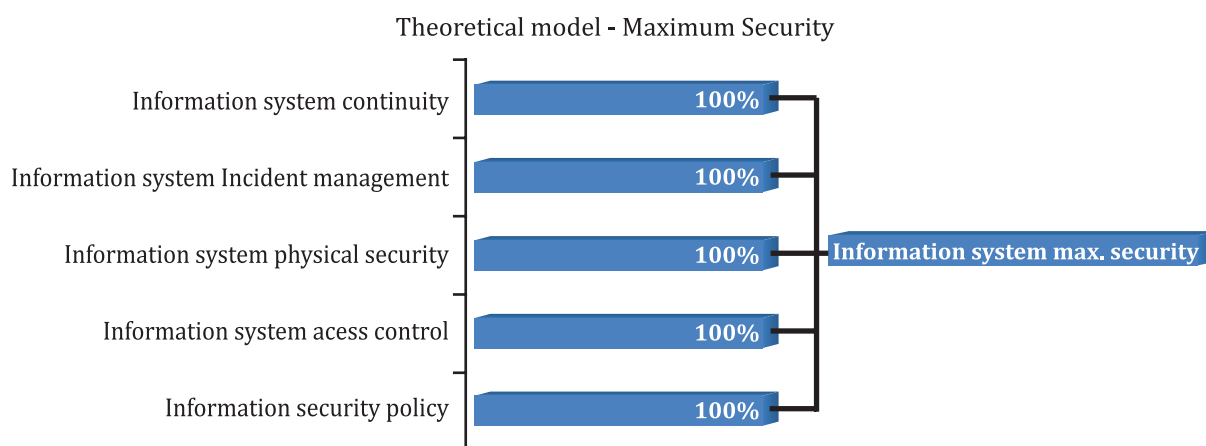 Theoretical model - Maximum Security
Information system continuity
100%
Information system Incident management
100%
Information system physical security
100%
Information system max. security
Information system acess control
100%
Information security policy
100%